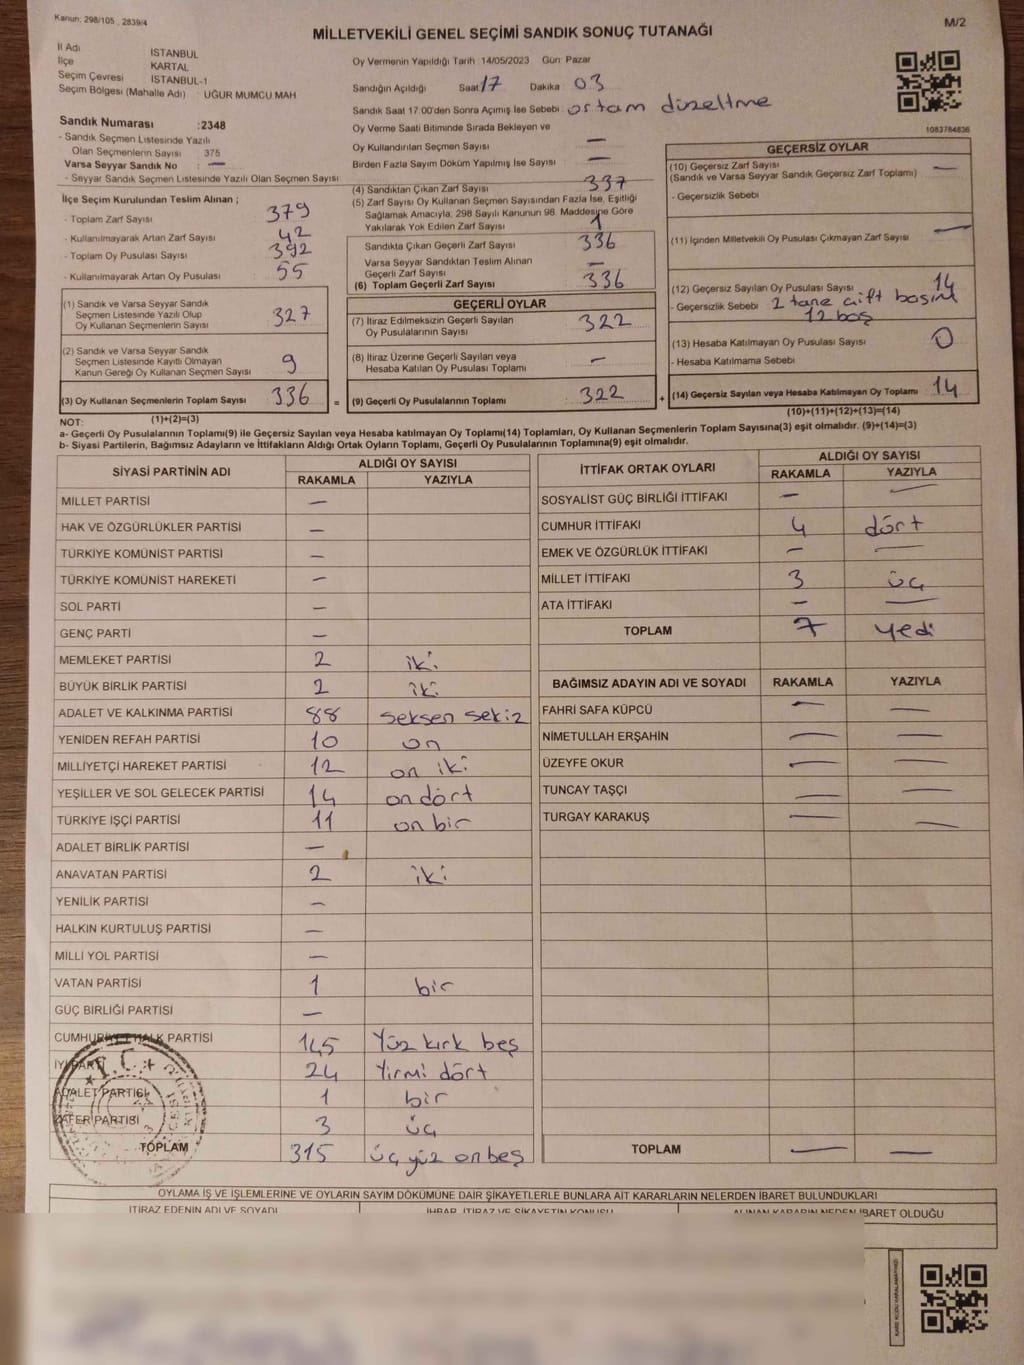 Kanun: 298/105 , 2839/4
M/2
MİLLETVEKİLİ GENEL SEÇİMİ SANDIK SONUÇ TUTANAĞI
İl Adı İSTANBUL
İlçe KARTAL
Seçim Çevresi İSTANBUL-1
Seçim Bölgesi (Mahalle Adı) : UĞUR MUMCU MAH
Oy Vermenin Yapıldığı Tarih 14/05/2023 Gün: Pazar
Sandığın Açıldığı Saat 17 Dakika 03
Sandık Saat 17:00'den Sonra Açımış İse Sebebi ortam düzeltme
Oy Verme Saati Bitiminde Sırada Bekleyen ve
Oy Kullandırılan Seçmen Sayısı —
Birden Fazla Sayım Döküm Yapılmış İse Sayısı —
1083784836
Sandık Numarası :2348
- Sandık Seçmen Listesinde Yazılı
Olan Seçmenlerin Sayısı 375
Varsa Seyyar Sandık No : —
- Seyyar Sandık Seçmen Listesinde Yazılı Olan Seçmen Sayısı
İlçe Seçim Kurulundan Teslim Alınan ;
- Toplam Zarf Sayısı 379
- Kullanılmayarak Artan Zarf Sayısı 42
- Toplam Oy Pusulası Sayısı 392
- Kullanılmayarak Artan Oy Pusulası 55
(1) Sandık ve Varsa Seyyar Sandık
Seçmen Listesinde Yazılı Olup
Oy Kullanan Seçmenlerin Sayısı 327
(2) Sandık ve Varsa Seyyar Sandık
Seçmen Listesinde Kayıtlı Olmayan
Kanun Gereği Oy Kullanan Seçmen Sayısı 9
(3) Oy Kullanan Seçmenlerin Toplam Sayısı 336 =
(4) Sandıktan Çıkan Zarf Sayısı 337
(5) Zarf Sayısı Oy Kullanan Seçmen Sayısından Fazla İse, Eşitliği
Sağlamak Amacıyla, 298 Sayılı Kanunun 98. Maddesine Göre
Yakılarak Yok Edilen Zarf Sayısı 1
Sandıkta Çıkan Geçerli Zarf Sayısı 336
Varsa Seyyar Sandıktan Teslim Alınan
Geçerli Zarf Sayısı —
(6) Toplam Geçerli Zarf Sayısı 336
GEÇERLİ OYLAR
(7) İtiraz Edilmeksizin Geçerli Sayılan
Oy Pusulalarının Sayısı 322
(8) İtiraz Üzerine Geçerli Sayılan veya
Hesaba Katılan Oy Pusulası Toplamı —
(9) Geçerli Oy Pusulalarının Toplamı 322 +
GEÇERSİZ OYLAR
(10) Geçersiz Zarf Sayısı —
(Sandık ve Varsa Seyyar Sandık Geçersiz Zarf Toplamı)
- Geçersizlik Sebebi
(11) İçinden Milletvekili Oy Pusulası Çıkmayan Zarf Sayısı —
(12) Geçersiz Sayılan Oy Pusulası Sayısı 14
- Geçersizlik Sebebi 2 tane çift basım
12 boş
(13) Hesaba Katılmayan Oy Pusulası Sayısı 0
- Hesaba Katılmama Sebebi
(14) Geçersiz Sayılan veya Hesaba Katılmayan Oy Toplamı 14
NOT: (1)+(2)=(3) (10)+(11)+(12)+(13)=(14)
a- Geçerli Oy Pusulalarının Toplamı(9) ile Geçersiz Sayılan veya Hesaba katılmayan Oy Toplamı(14) Toplamları, Oy Kullanan Seçmenlerin Toplam Sayısına(3) eşit olmalıdır. (9)+(14)=(3)
b- Siyasi Partilerin, Bağımsız Adayların ve İttifakların Aldığı Ortak Oyların Toplamı, Geçerli Oy Pusulalarının Toplamına(9) eşit olmalıdır.
SİYASİ PARTİNİN ADI ALDIĞI OY SAYISI
RAKAMLA YAZIYLA
MİLLET PARTİSİ —
HAK VE ÖZGÜRLÜKLER PARTİSİ —
TÜRKİYE KOMÜNİST PARTİSİ —
TÜRKİYE KOMÜNİST HAREKETİ —
SOL PARTİ —
GENÇ PARTİ —
MEMLEKET PARTİSİ 2 iki
BÜYÜK BİRLİK PARTİSİ 2 iki
ADALET VE KALKINMA PARTİSİ 88 seksen sekiz
YENİDEN REFAH PARTİSİ 10 on
MİLLİYETÇİ HAREKET PARTİSİ 12 on iki
YEŞİLLER VE SOL GELECEK PARTİSİ 14 on dört
TÜRKİYE İŞÇİ PARTİSİ 11 on bir
ADALET BİRLİK PARTİSİ —
ANAVATAN PARTİSİ 2 iki
YENİLİK PARTİSİ —
HALKIN KURTULUŞ PARTİSİ —
MİLLİ YOL PARTİSİ —
VATAN PARTİSİ 1 bir
GÜÇ BİRLİĞİ PARTİSİ —
CUMHURİYET HALK PARTİSİ 145 Yüz kırk beş
İYİ PARTİ 24 Yirmi dört
ADALET PARTİSİ 1 bir
ZAFER PARTİSİ 3 üç
TOPLAM 315 üç yüz on beş
T.C.
İTTİFAK ORTAK OYLARI ALDIĞI OY SAYISI
RAKAMLA YAZIYLA
SOSYALİST GÜÇ BİRLİĞİ İTTİFAKI — —
CUMHUR İTTİFAKI 4 dört
EMEK VE ÖZGÜRLÜK İTTİFAKI — —
MİLLET İTTİFAKI 3 üç
ATA İTTİFAKI — —
TOPLAM 7 yedi
BAĞIMSIZ ADAYIN ADI VE SOYADI RAKAMLA YAZIYLA
FAHRİ SAFA KÜPCÜ — —
NİMETULLAH ERŞAHİN — —
ÜZEYFE OKUR — —
TUNCAY TAŞÇI — —
TURGAY KARAKUŞ — —
TOPLAM — —
OYLAMA İŞ VE İŞLEMLERİNE VE OYLARIN SAYIM DÖKÜMÜNE DAİR ŞİKAYETLERLE BUNLARA AİT KARARLARIN NELERDEN İBARET BULUNDUKLARI
İTİRAZ EDENİN ADI VE SOYADI İHBAR, İTİRAZ VE ŞİKAYETİN KONUSU ALINAN KARARIN NEDEN İBARET OLDUĞU